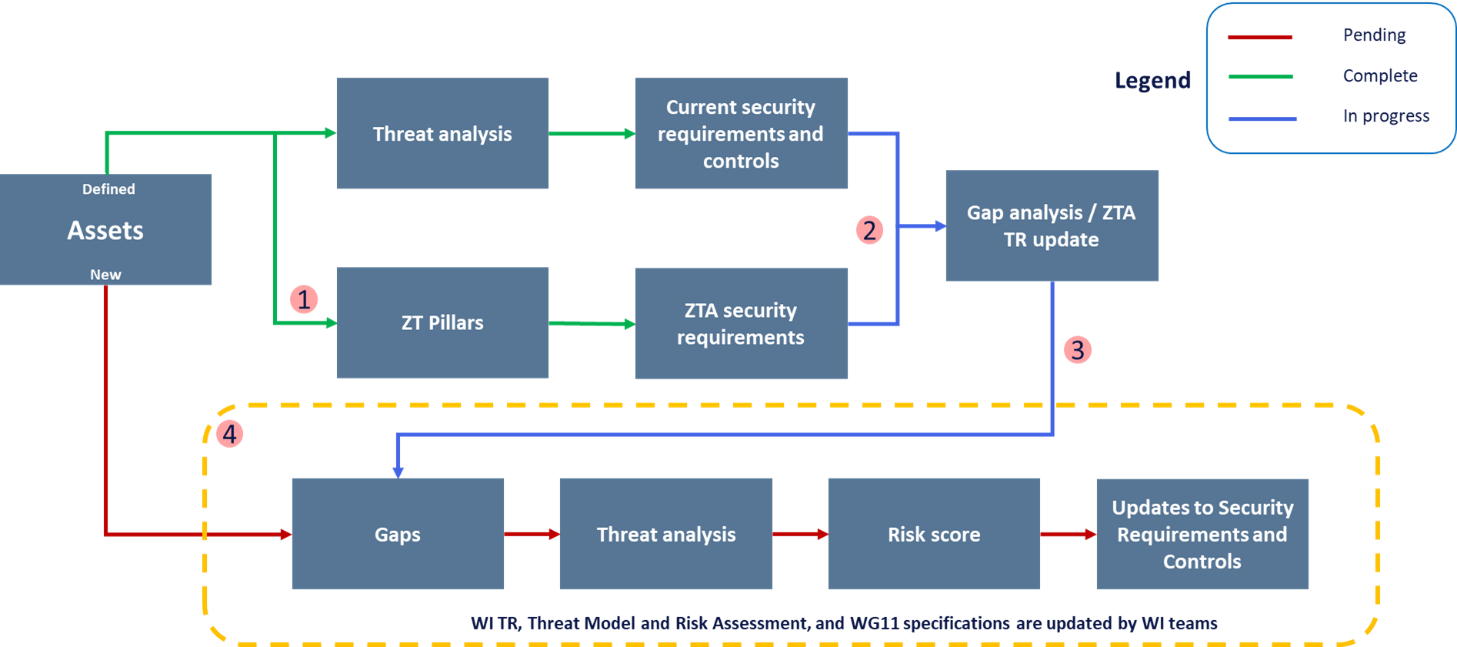 Legend
Pending
Complete
In progress
Threat analysis
Current security
requirements and
controls
Defined
Assets
New
1
ZT Pillars
ZTA security
requirements
2
Gap analysis / ZTA
TR update
3
4
Gaps
Threat analysis
Risk score
Updates to Security
Requirements and
Controls
WI TR, Threat Model and Risk Assessment, and WG11 specifications are updated by WI teams